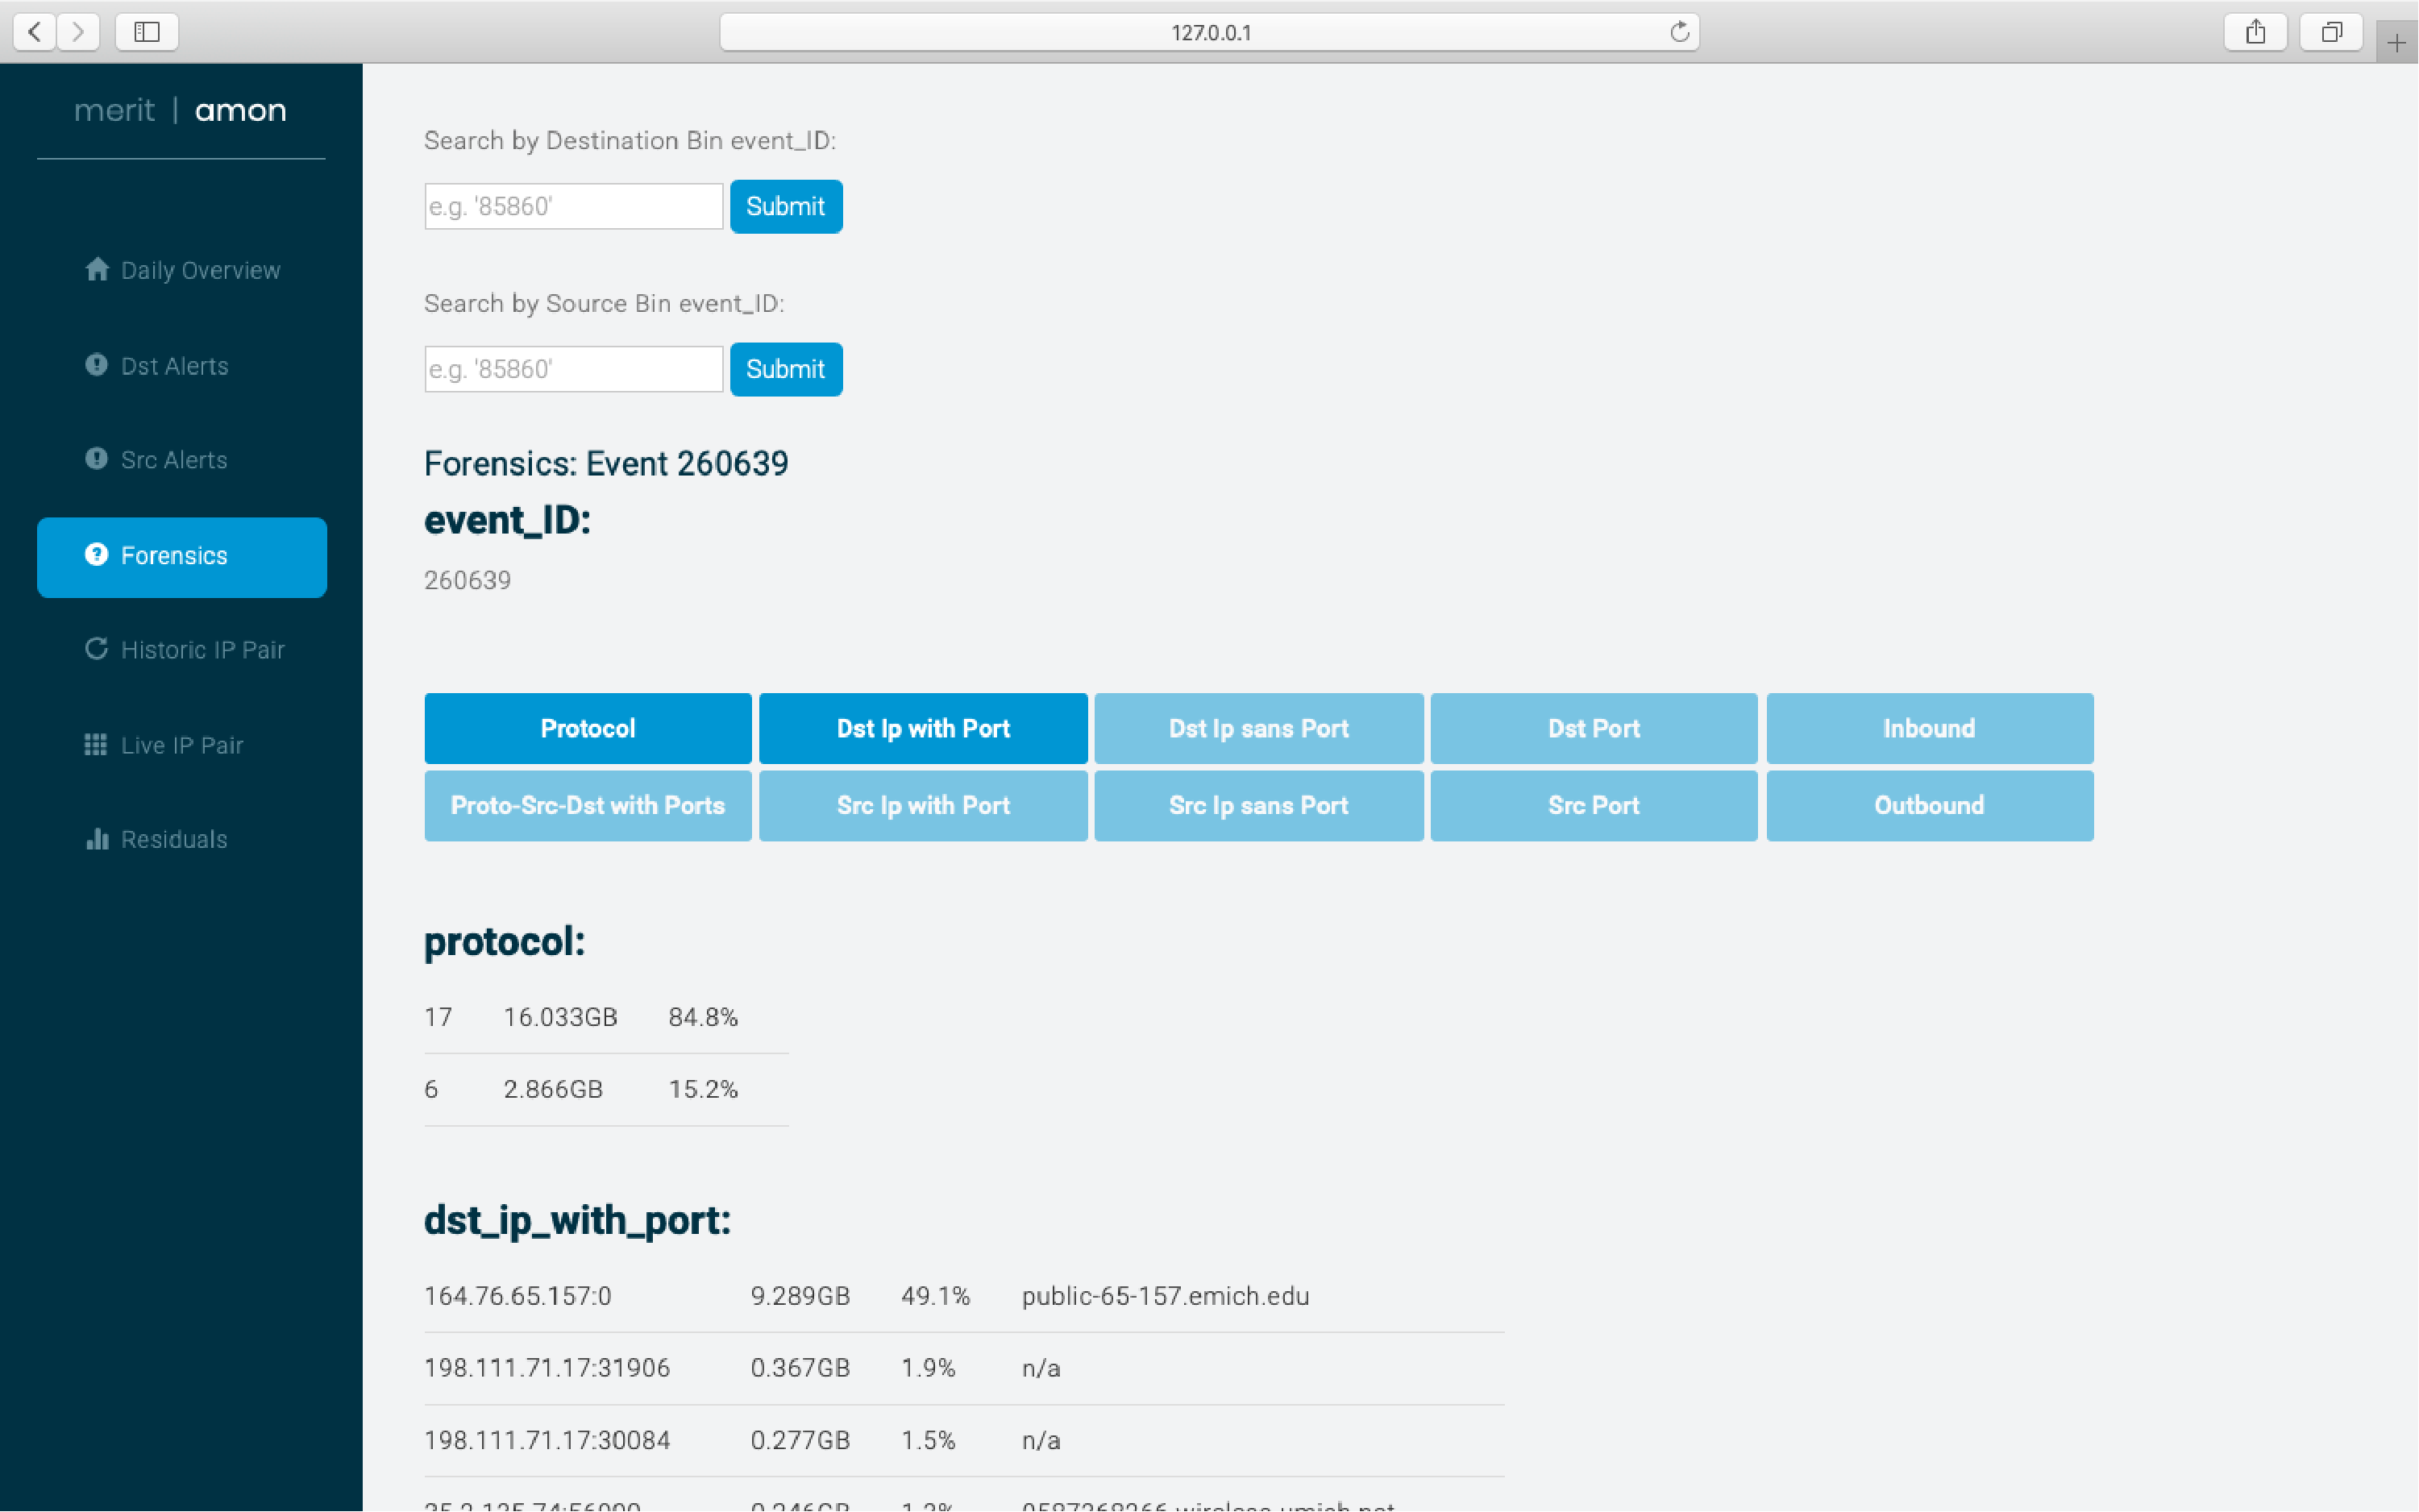 127.0.0.1
merit | amon
Daily Overview
Dst Alerts
Src Alerts
Forensics
Historic IP Pair
Live IP Pair
Residuals
Search by Destination Bin event_ID:
e.g. '85860'
Submit
Search by Source Bin event_ID:
e.g. '85860'
Submit
Forensics: Event 260639
event_ID:
260639
Protocol Dst Ip with Port Dst Ip sans Port Dst Port Inbound
Proto-Src-Dst with Ports Src Ip with Port Src Ip sans Port Src Port Outbound
protocol:
17 16.033GB 84.8%
6 2.866GB 15.2%
dst_ip_with_port:
164.76.65.157:0 9.289GB 49.1% public-65-157.emich.edu
198.111.71.17:31906 0.367GB 1.9% n/a
198.111.71.17:30084 0.277GB 1.5% n/a